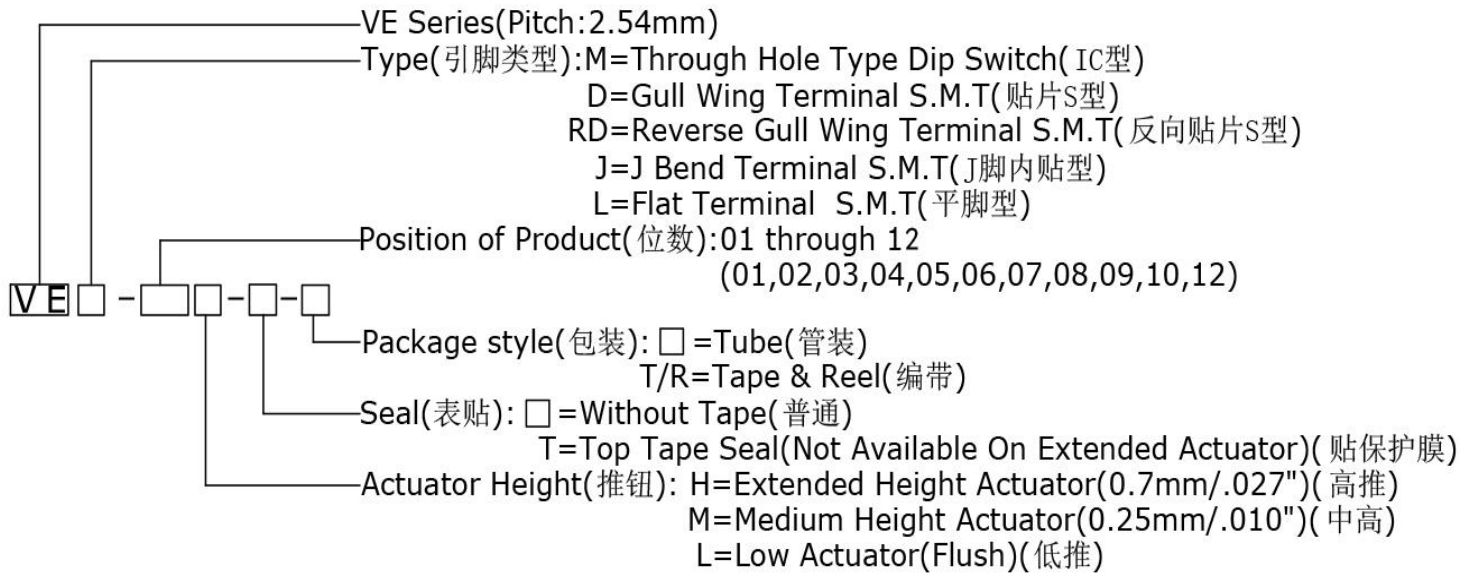 VE Series(Pitch:2.54mm)
Type(引脚类型):M=Through Hole Type Dip Switch(IC型)
D=Gull Wing Terminal S.M.T(贴片S型)
RD=Reverse Gull Wing Terminal S.M.T(反向贴片S型)
J=J Bend Terminal S.M.T(J脚内贴型)
L=Flat Terminal S.M.T(平脚型)
Position of Product(位数):01 through 12
(01,02,03,04,05,06,07,08,09,10,12)
VE□-□□-□-□
Package style(包装):□=Tube(管装)
T/R=Tape & Reel(编带)
Seal(表贴):□=Without Tape(普通)
T=Top Tape Seal(Not Available On Extended Actuator)(贴保护膜)
Actuator Height(推钮): H=Extended Height Actuator(0.7mm/.027")(高推)
M=Medium Height Actuator(0.25mm/.010")(中高)
L=Low Actuator(Flush)(低推)